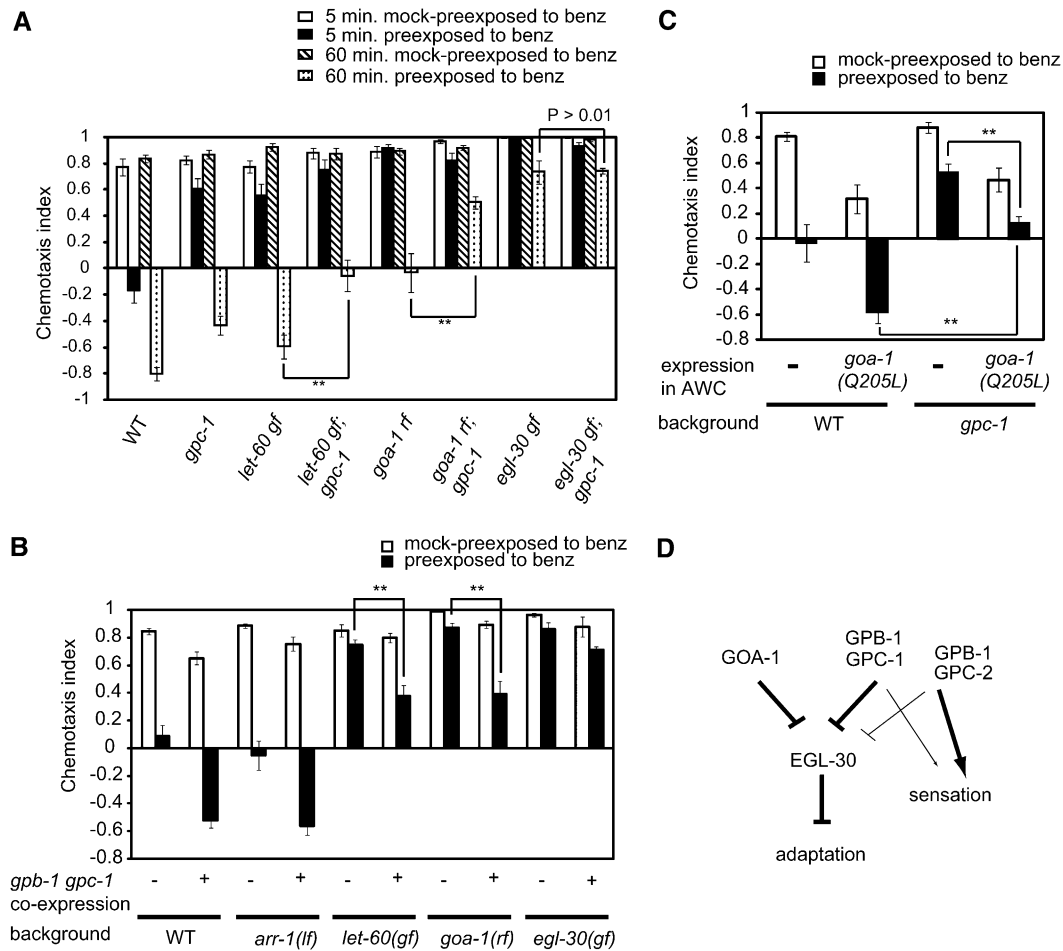 A
5 min. mock-preexposed to benz
5 min. preexposed to benz
60 min. mock-preexposed to benz
60 min. preexposed to benz
P > 0.01
Chemotaxis index
1
0.8
0.6
0.4
0.2
0
-0.2
-0.4
-0.6
-0.8
-1
**
**
WT
gpc-1
let-60 gf
let-60 gf;
gpc-1
goa-1 rf
goa-1 rf;
gpc-1
egl-30 gf
egl-30 gf;
gpc-1
C
mock-preexposed to benz
preexposed to benz
Chemotaxis index
1
0.8
0.6
0.4
0.2
0
-0.2
-0.4
-0.6
-0.8
**
**
expression
in AWC
-
goa-1
(Q205L)
-
goa-1
(Q205L)
background
WT
gpc-1
B
mock-preexposed to benz
preexposed to benz
Chemotaxis index
1
0.8
0.6
0.4
0.2
0
-0.2
-0.4
-0.6
-0.8
**
**
gpb-1 gpc-1
co-expression
- + - + - + - + - +
background
WT
arr-1(lf)
let-60(gf)
goa-1(rf)
egl-30(gf)
D
GOA-1
GPB-1
GPC-1
GPB-1
GPC-2
EGL-30
sensation
adaptation